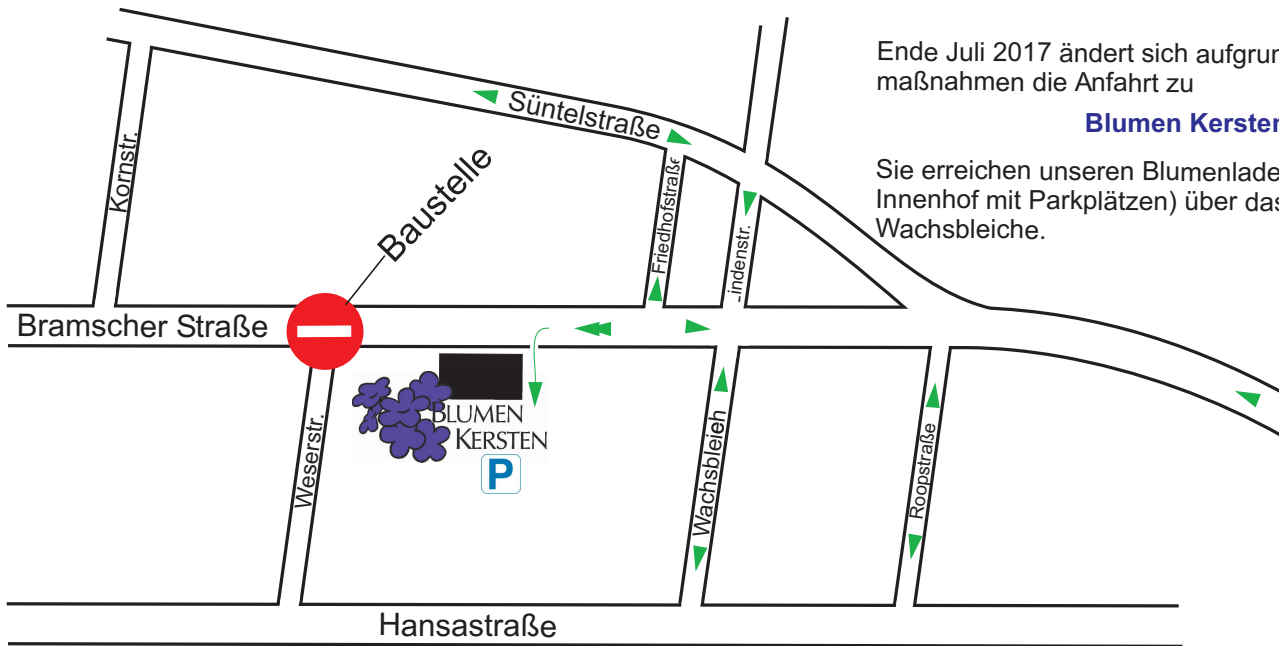 Ende Juli 2017 ändert sich aufgrun
maßnahmen die Anfahrt zu
Blumen Kersten
Sie erreichen unseren Blumenlade
Innenhof mit Parkplätzen) über das
Wachsbleiche.
Süntelstraße
Kornstr.
Baustelle
Friedhofstraße
indenstr.
Bramscher Straße
BLUMEN
KERSTEN
P
Weserstr.
Wachsbleieh
Roopstraße
Hansastraße